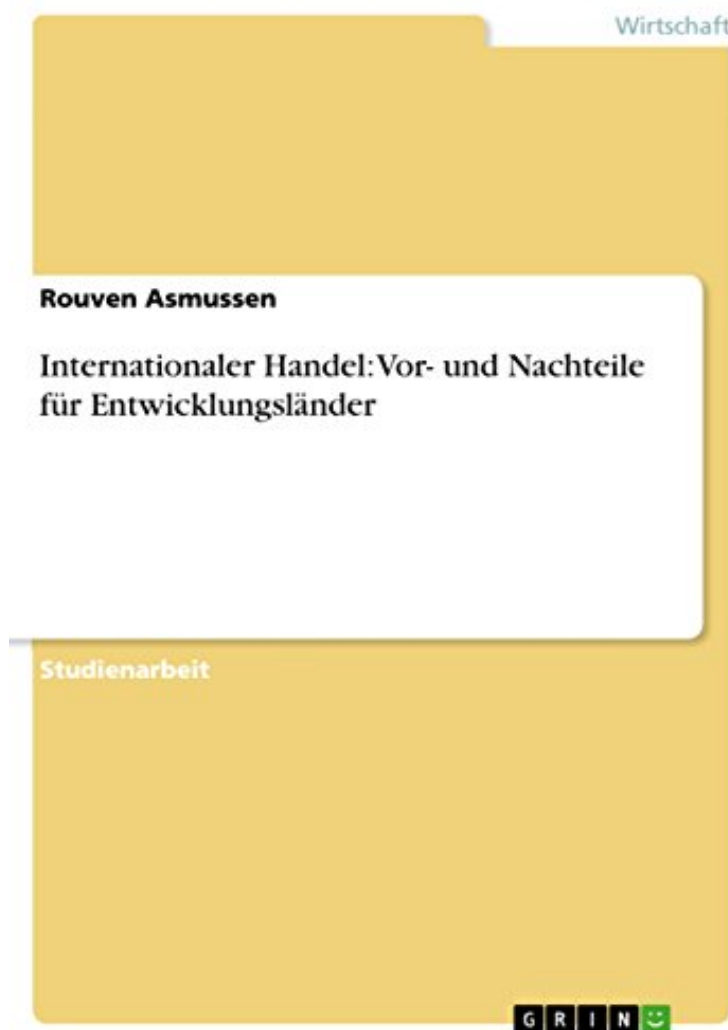 Wirtschaft
Rouven Asmussen
Internationaler Handel: Vor- und Nachteile
für Entwicklungsländer
Studienarbeit
GRIN